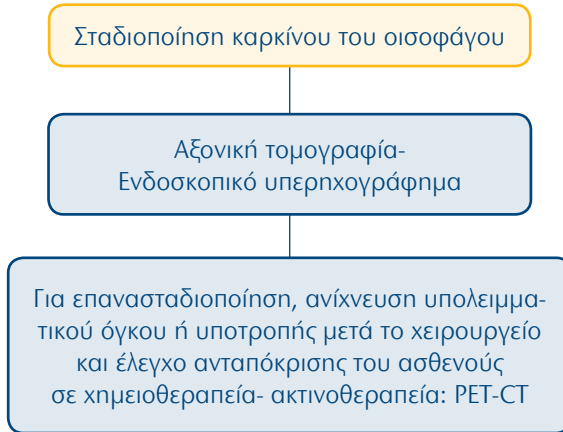 Σταδιοποίηση καρκίνου του οισοφάγου
Αξονική τομογραφία-
Ενδοσκοπικό υπερηχογράφημα
Για επανασταδιοποίηση, ανίχνευση υπολειμμα-
τικού όγκου ή υποτροπής μετά το χειρουργείο
και έλεγχο ανταπόκρισης του ασθενούς
σε χημειοθεραπεία- ακτινοθεραπεία: PET-CT